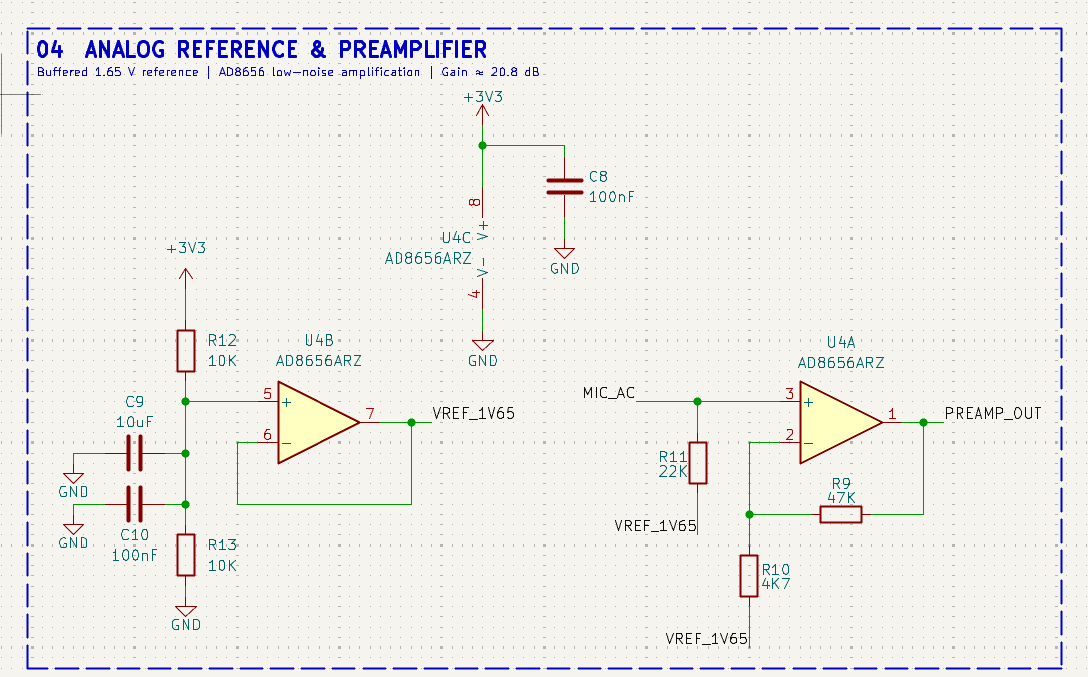 04 ANALOG REFERENCE & PREAMPLIFIER
Buffered 1.65 V reference | AD8656 low-noise amplification | Gain ≈ 20.8 dB
+3V3
C8
100nF
GND
8
V+
U4C
AD8656ARZ
V-
4
GND
+3V3
R12
10K
U4B
AD8656ARZ
5
+
6
-
7
VREF_1V65
C9
10uF
GND
C10
100nF
GND
R13
10K
GND
U4A
AD8656ARZ
MIC_AC
3
+
2
-
1
PREAMP_OUT
R11
22K
VREF_1V65
R9
47K
R10
4K7
VREF_1V65